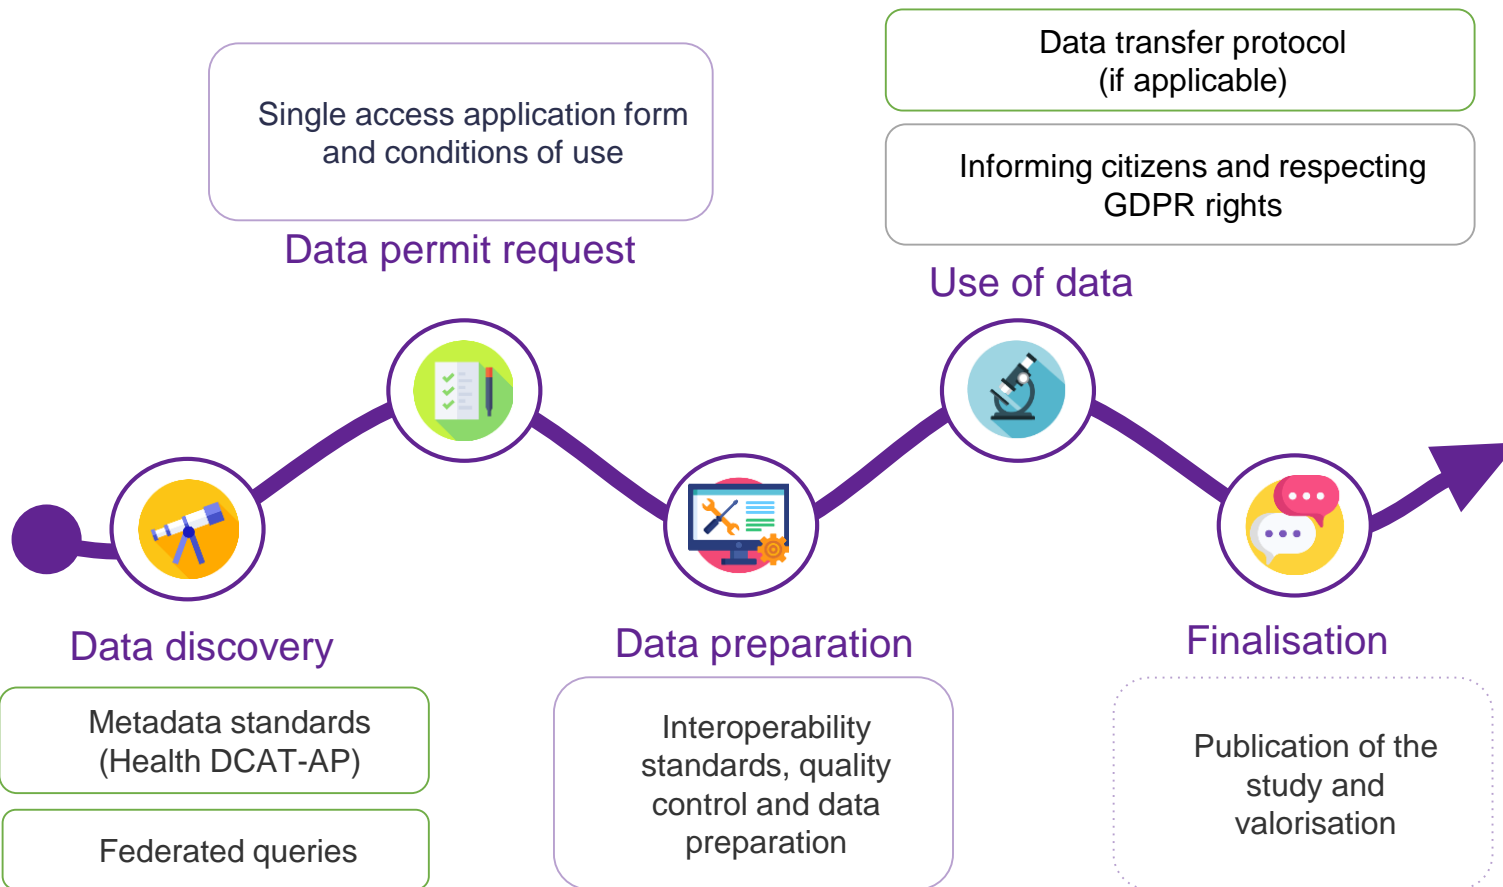 Single access application form
and conditions of use
Data permit request
Data transfer protocol
(if applicable)
Informing citizens and respecting
GDPR rights
Use of data
Data discovery
Metadata standards
(Health DCAT-AP)
Federated queries
Data preparation
Interoperability
standards, quality
control and data
preparation
Finalisation
Publication of the
study and
valorisation